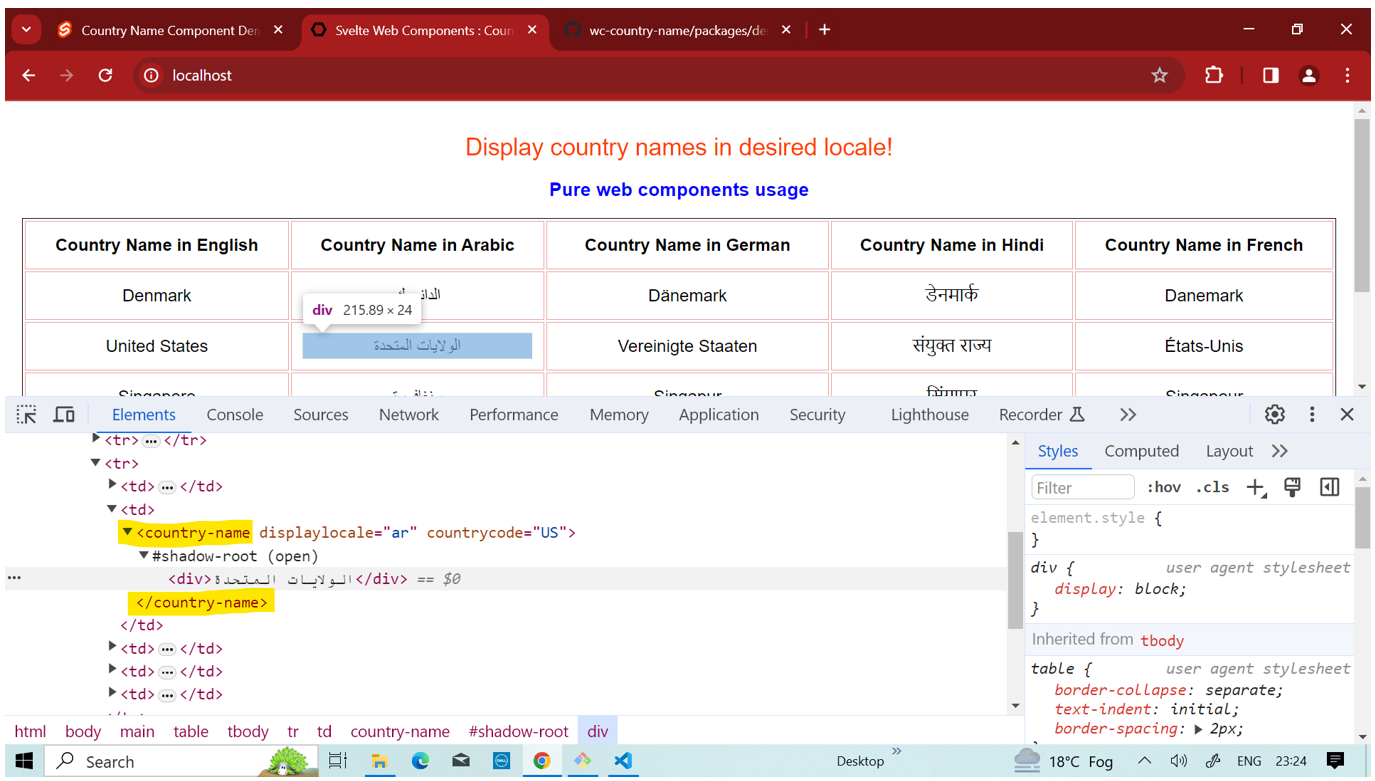 Country Name Component Den
Svelte Web Components : Coun
wc-country-name/packages/de
localhost
Display country names in desired locale!
Pure web components usage
Country Name in English Country Name in Arabic Country Name in German Country Name in Hindi Country Name in French
Denmark Dänemark डेनमार्क Danemark
div 215.89 × 24
United States الولايات المتحدة Vereinigte Staaten संयुक्त राज्य États-Unis
Singapore Singapur सिंगापुर Singapour
Elements Console Sources Network Performance Memory Application Security Lighthouse Recorder
<tr>…</tr>
<tr>
<td>…</td>
<td>
<country-name displaylocale="ar" countrycode="US">
#shadow-root (open)
<div>الولايات المتحدة</div> == $0
</country-name>
</td>
<td>…</td>
<td>…</td>
<td>…</td>
html body main table tbody tr td country-name #shadow-root div
Styles Computed Layout
Filter :hov .cls
element.style {
}
div { user agent stylesheet
display: block;
}
Inherited from tbody
table { user agent stylesheet
border-collapse: separate;
text-indent: initial;
border-spacing: 2px;
Search
Desktop
18°C Fog
ENG 23:24